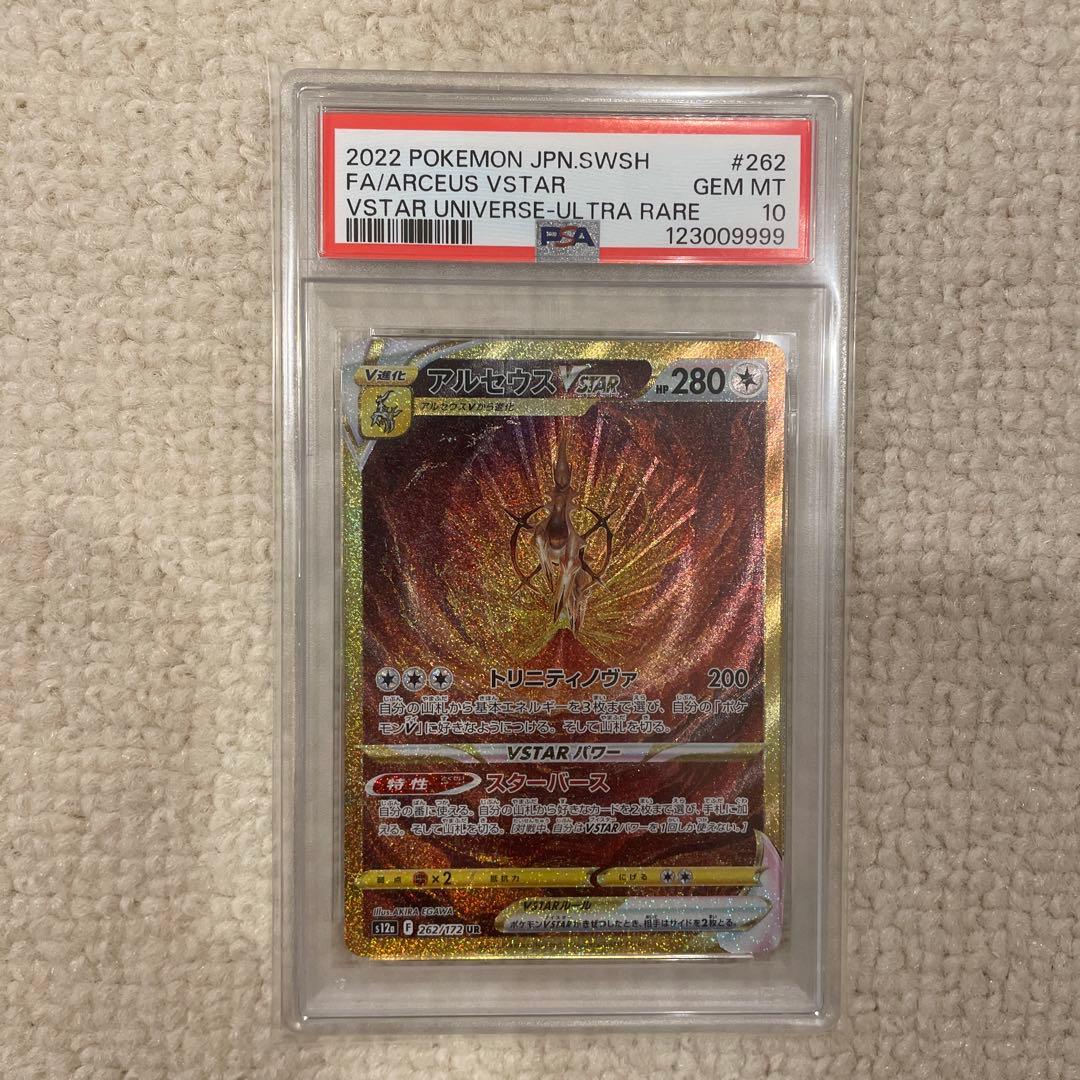 2022 POKEMON JPN.SWSH #262
FA/ARCEUS VSTAR GEM MT
VSTAR UNIVERSE-ULTRA RARE 10
PSA 123009999
V進化 アルセウス VSTAR HP 280
アルセウスVから進化
トリニティノヴァ 200
自分の山札から基本エネルギーを3枚まで選び、自分の「ポケ
モンV」に好きなようにつける。そして山札を切る。
VSTARパワー
特性 スターバース
自分の番に使える。自分の山札から好きなカードを2枚まで選び、手札に加
える。そして山札を切る。[対戦中、自分はVSTARパワーを1回しか使えない。]
弱点 ×2 抵抗力 にげる
Illus. AKIRA EGAWA
VSTARルール
ポケモンVSTARがきぜつしたとき、相手はサイドを2枚とる。
s12a F 262/172 UR